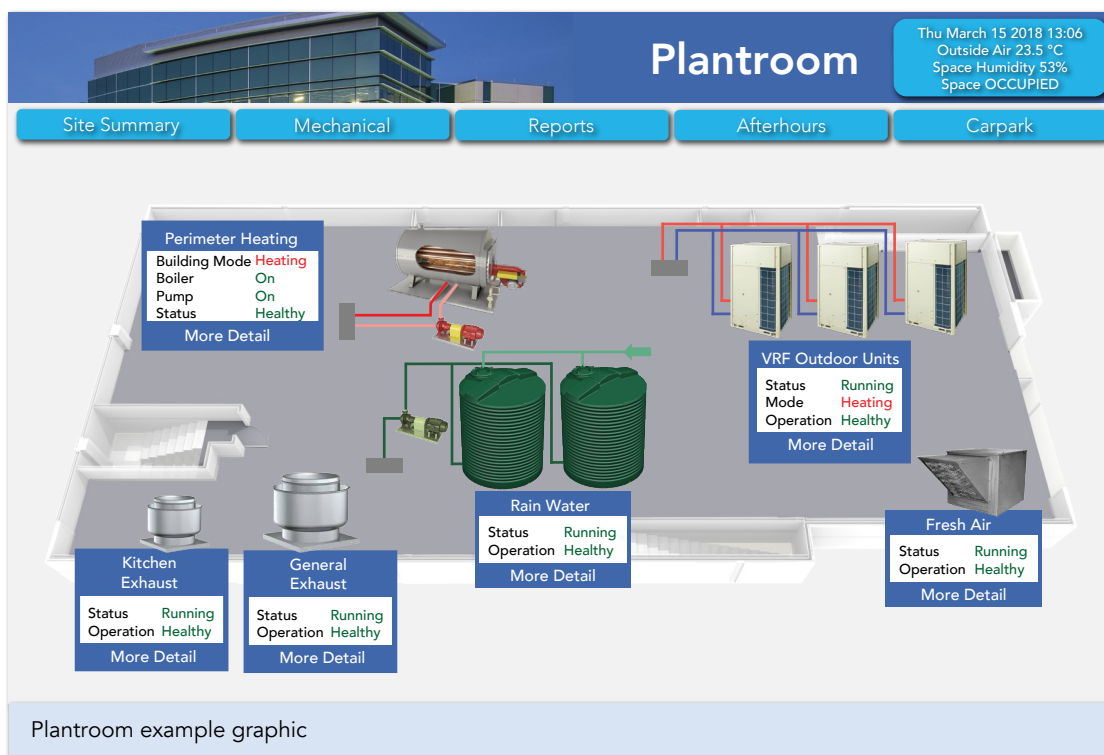 Plantroom
Thu March 15 2018 13:06
Outside Air 23.5 °C
Space Humidity 53%
Space OCCUPIED
Site Summary
Mechanical
Reports
Afterhours
Carpark
Perimeter Heating
Building Mode Heating
Boiler On
Pump On
Status Healthy
More Detail
VRF Outdoor Units
Status Running
Mode Heating
Operation Healthy
More Detail
Rain Water
Status Running
Operation Healthy
More Detail
Fresh Air
Status Running
Operation Healthy
More Detail
Kitchen
Exhaust
Status Running
Operation Healthy
More Detail
General
Exhaust
Status Running
Operation Healthy
More Detail
Plantroom example graphic